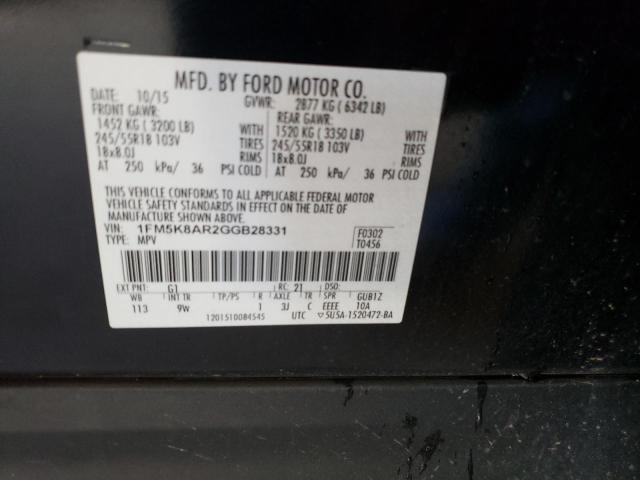 MFD. BY FORD MOTOR CO.
DATE: 10/15 GVWR: 2877 KG ( 6342 LB)
FRONT GAWR: REAR GAWR:
1452 KG ( 3200 LB) WITH 1520 KG ( 3350 LB) WITH
245/55R18 103V TIRES 245/55R18 103V TIRES
18x8.0J RIMS 18x8.0J RIMS
AT 250 kPa/ 36 PSI COLD AT 250 kPa/ 36 PSI COLD
THIS VEHICLE CONFORMS TO ALL APPLICABLE FEDERAL MOTOR
VEHICLE SAFETY STANDARDS IN EFFECT ON THE DATE OF
MANUFACTURE SHOWN ABOVE.
VIN: 1FM5K8AR2GGB28331 F0302
TYPE: MPV T0456
EXT PNT: G1 RC: 21 DSO:
WB INT TR TP/PS R AXLE TR SPR GUB1Z
113 9W 1 3J C EEEE 10A
1201510084545 UTC ▽5U5A-1520472-BA